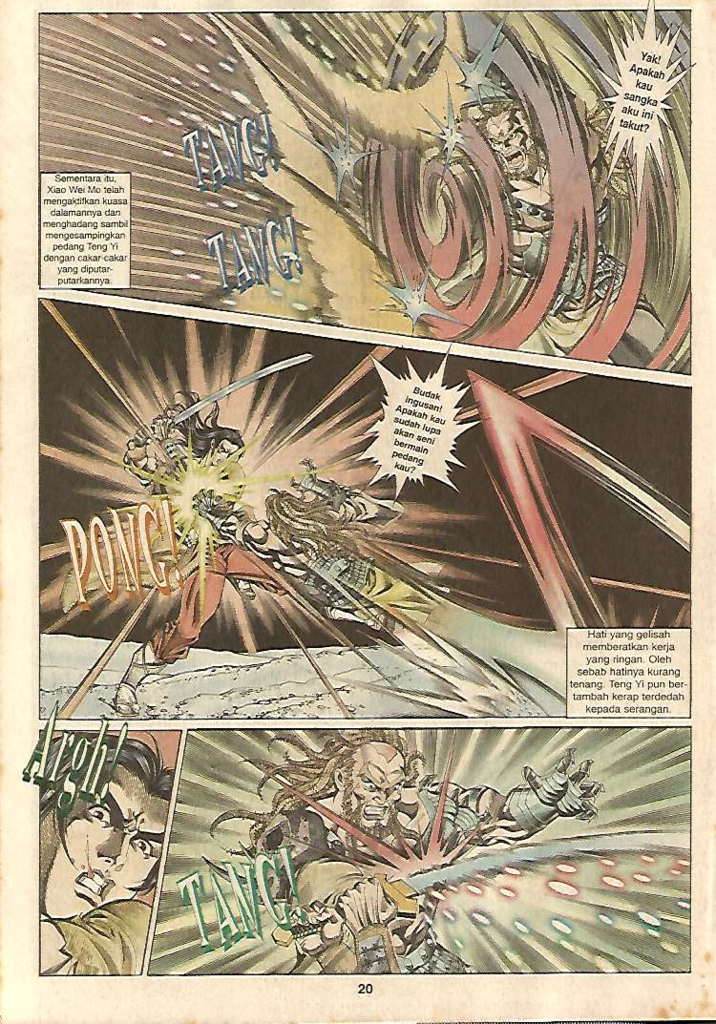 Yak!
Apakah
kau
sangka
aku ini
takut?
TANG!
TANG!
Sementara itu,
Xiao Wei Mo telah
mengaktifkan kuasa
dalamannya dan
menghadang sambil
mengesampingkan
pedang Teng Yi
dengan cakar-cakar
yang diputar-
putarkannya.
Budak
ingusan!
Apakah kau
sudah lupa
akan seni
bermain
pedang
kau?
PONG!
Hati yang gelisah
memberatkan kerja
yang ringan. Oleh
sebab hatinya kurang
tenang. Teng Yi pun ber-
tambah kerap terdedah
kepada serangan.
Argh!
TANG!
20